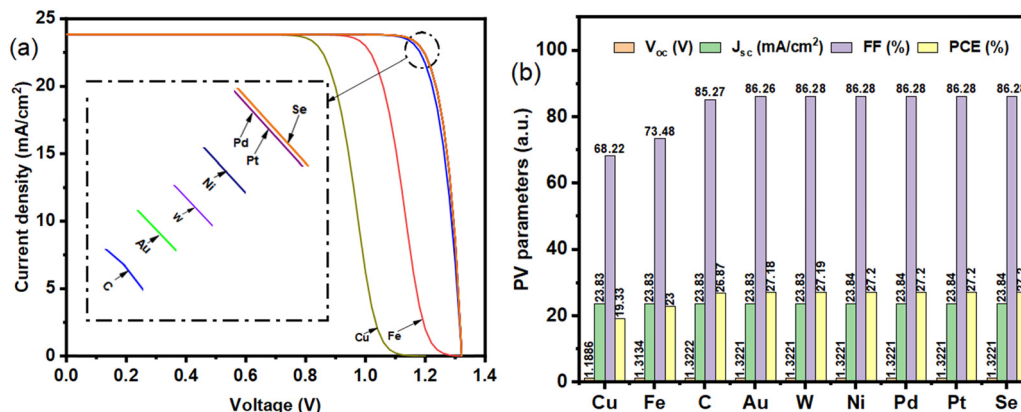 (a)
Current density (mA/cm²)
25
20
15
10
5
0
0.0 0.2 0.4 0.6 0.8 1.0 1.2 1.4
Voltage (V)
Se
Pd
Pt
Ni
W
Au
C
Cu
Fe
(b)
PV parameters (a.u.)
100
80
60
40
20
0
V_OC (V) J_SC (mA/cm²) FF (%) PCE (%)
1.1886 23.83 68.22 19.33
1.3134 23.83 73.48 23
1.3222 23.83 85.27 26.87
1.3221 23.83 86.26 27.18
1.3221 23.83 86.28 27.19
1.3221 23.84 86.28 27.2
1.3221 23.84 86.28 27.2
1.3221 23.84 86.28 27.2
1.3221 23.84 86.28
Cu Fe C Au W Ni Pd Pt Se